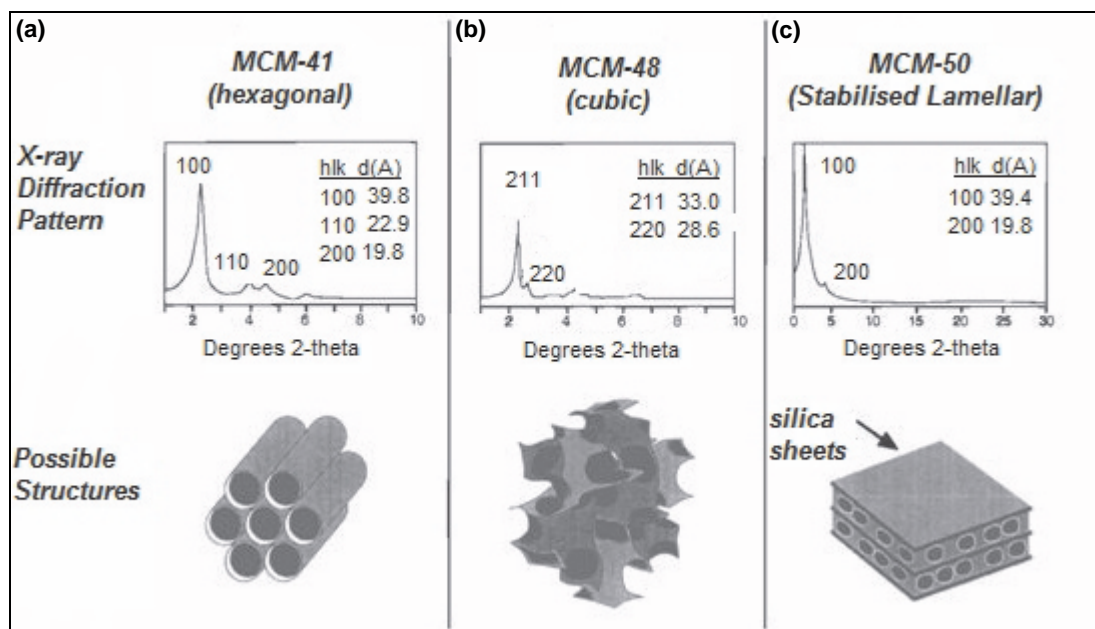 (a)
MCM-41
(hexagonal)
(b)
MCM-48
(cubic)
(c)
MCM-50
(Stabilised Lamellar)
X-ray
Diffraction
Pattern
100
110
200
hlk d(A)
100 39.8
110 22.9
200 19.8
2 4 6 8 10
Degrees 2-theta
211
220
hlk d(A)
211 33.0
220 28.6
2 4 6 8 10
Degrees 2-theta
100
200
hlk d(A)
100 39.4
200 19.8
0 5 10 15 20 25 30
Degrees 2-theta
Possible
Structures
silica
sheets